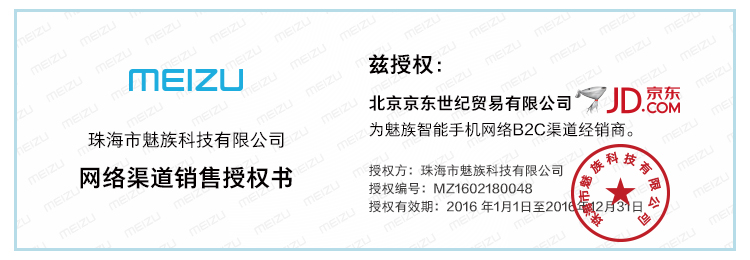 MEIZU
珠海市魅族科技有限公司
网络渠道销售授权书
兹授权：
北京京东世纪贸易有限公司 JD.COM 京东
为魅族智能手机网络B2C渠道经销商。
授权方：珠海市魅族科技有限公司
授权编号：MZ1602180048
授权有效期：2016 年1月1日至2016年12月31日
珠海市魅族科技有限公司